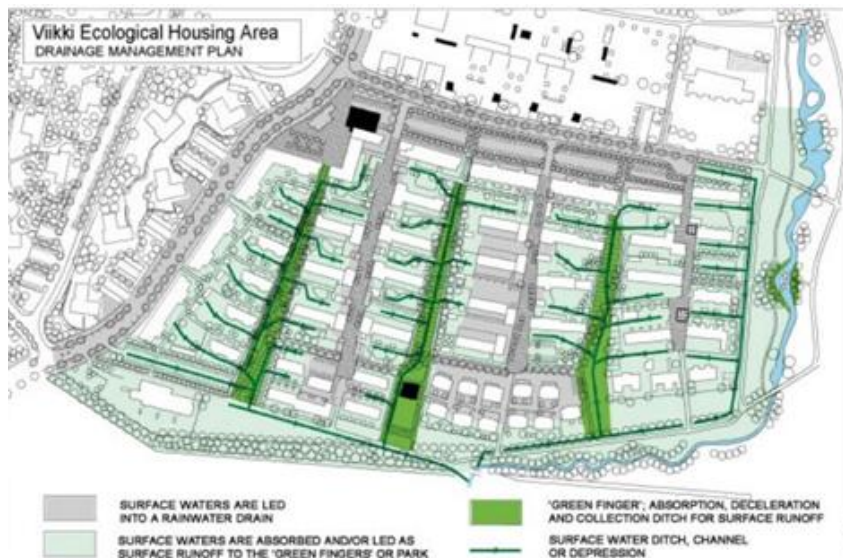 Viikki Ecological Housing Area
DRAINAGE MANAGEMENT PLAN
SURFACE WATERS ARE LED
INTO A RAINWATER DRAIN
SURFACE WATERS ARE ABSORBED AND/OR LED AS
SURFACE RUNOFF TO THE 'GREEN FINGERS' OR PARK
'GREEN FINGER'; ABSORPTION, DECELERATION
AND COLLECTION DITCH FOR SURFACE RUNOFF
SURFACE WATER DITCH, CHANNEL
OR DEPRESSION